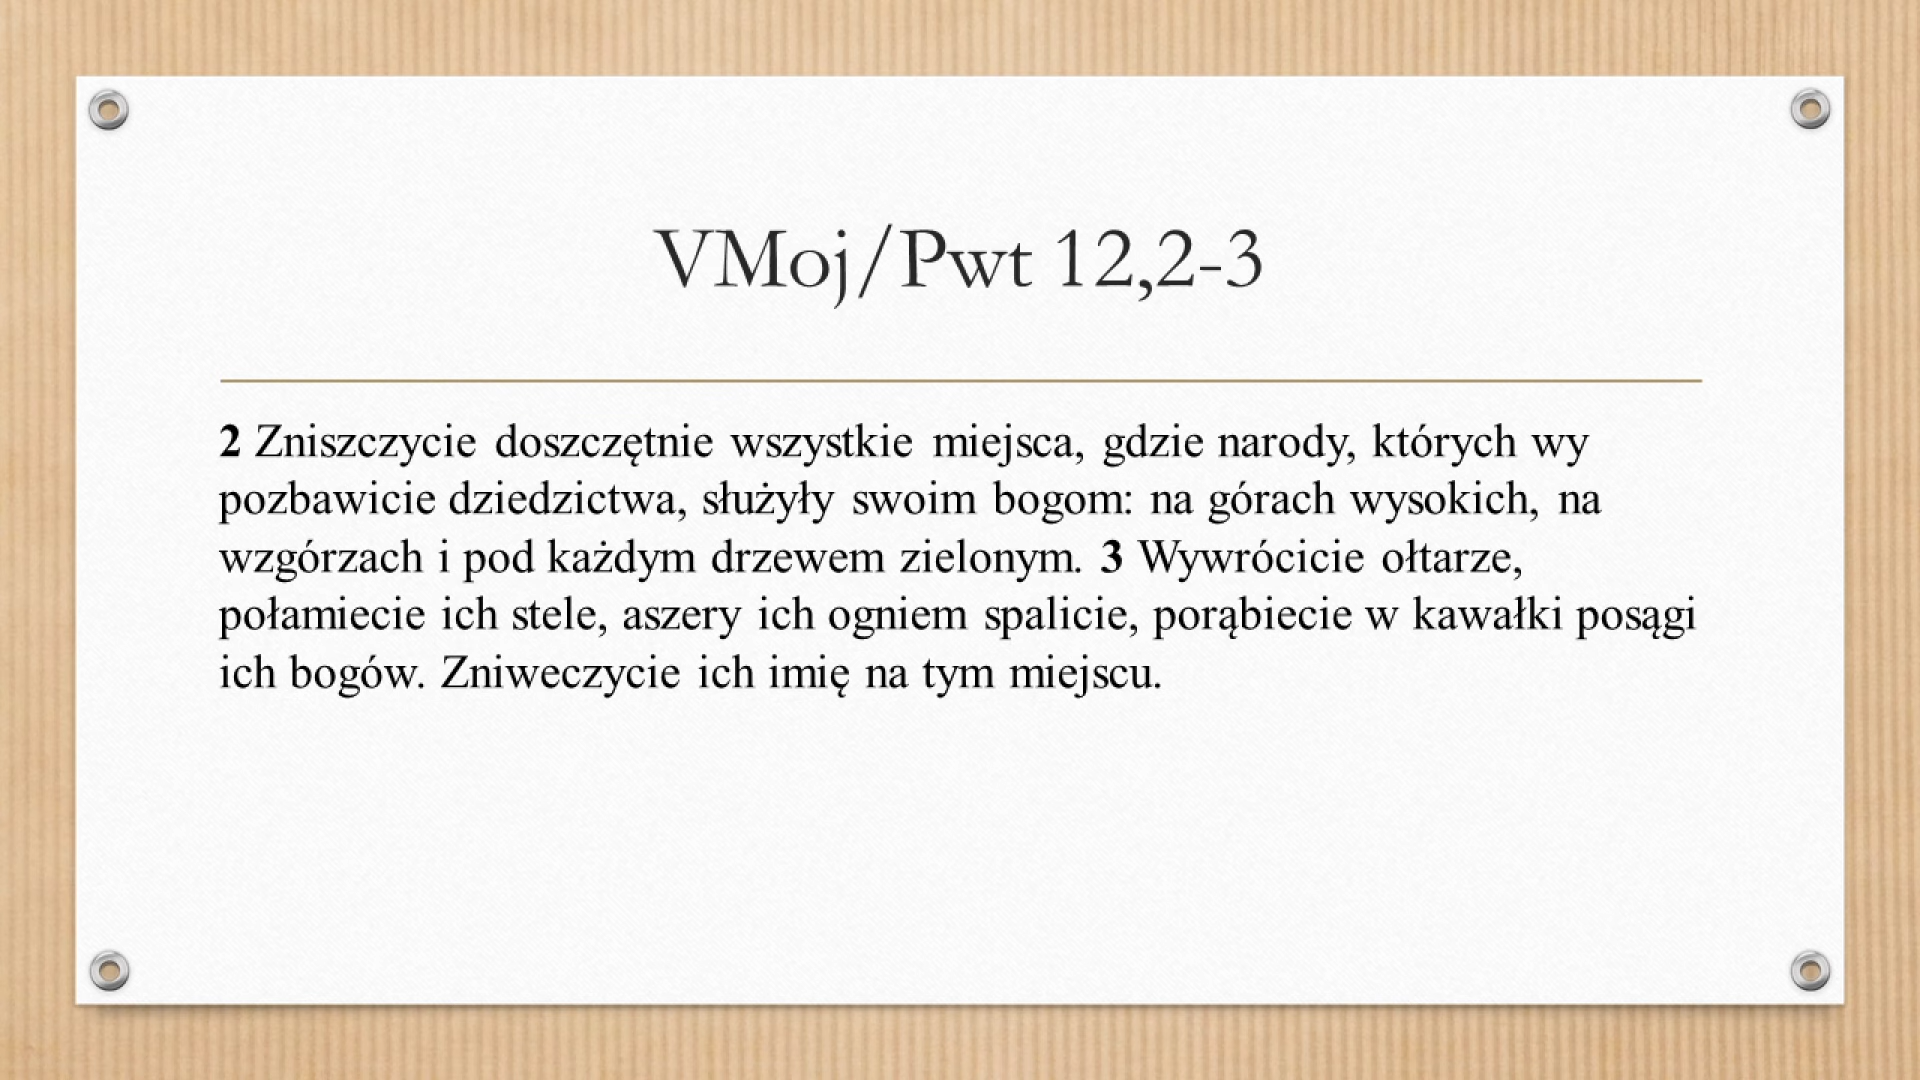 VMoj/Pwt 12,2-3
2 Zniszczycie doszczętnie wszystkie miejsca, gdzie narody, których wy
pozbawicie dziedzictwa, służyły swoim bogom: na górach wysokich, na
wzgórzach i pod każdym drzewem zielonym. 3 Wywrócicie ołtarze,
połamiecie ich stele, aszery ich ogniem spalicie, porąbiecie w kawałki posągi
ich bogów. Zniweczycie ich imię na tym miejscu.